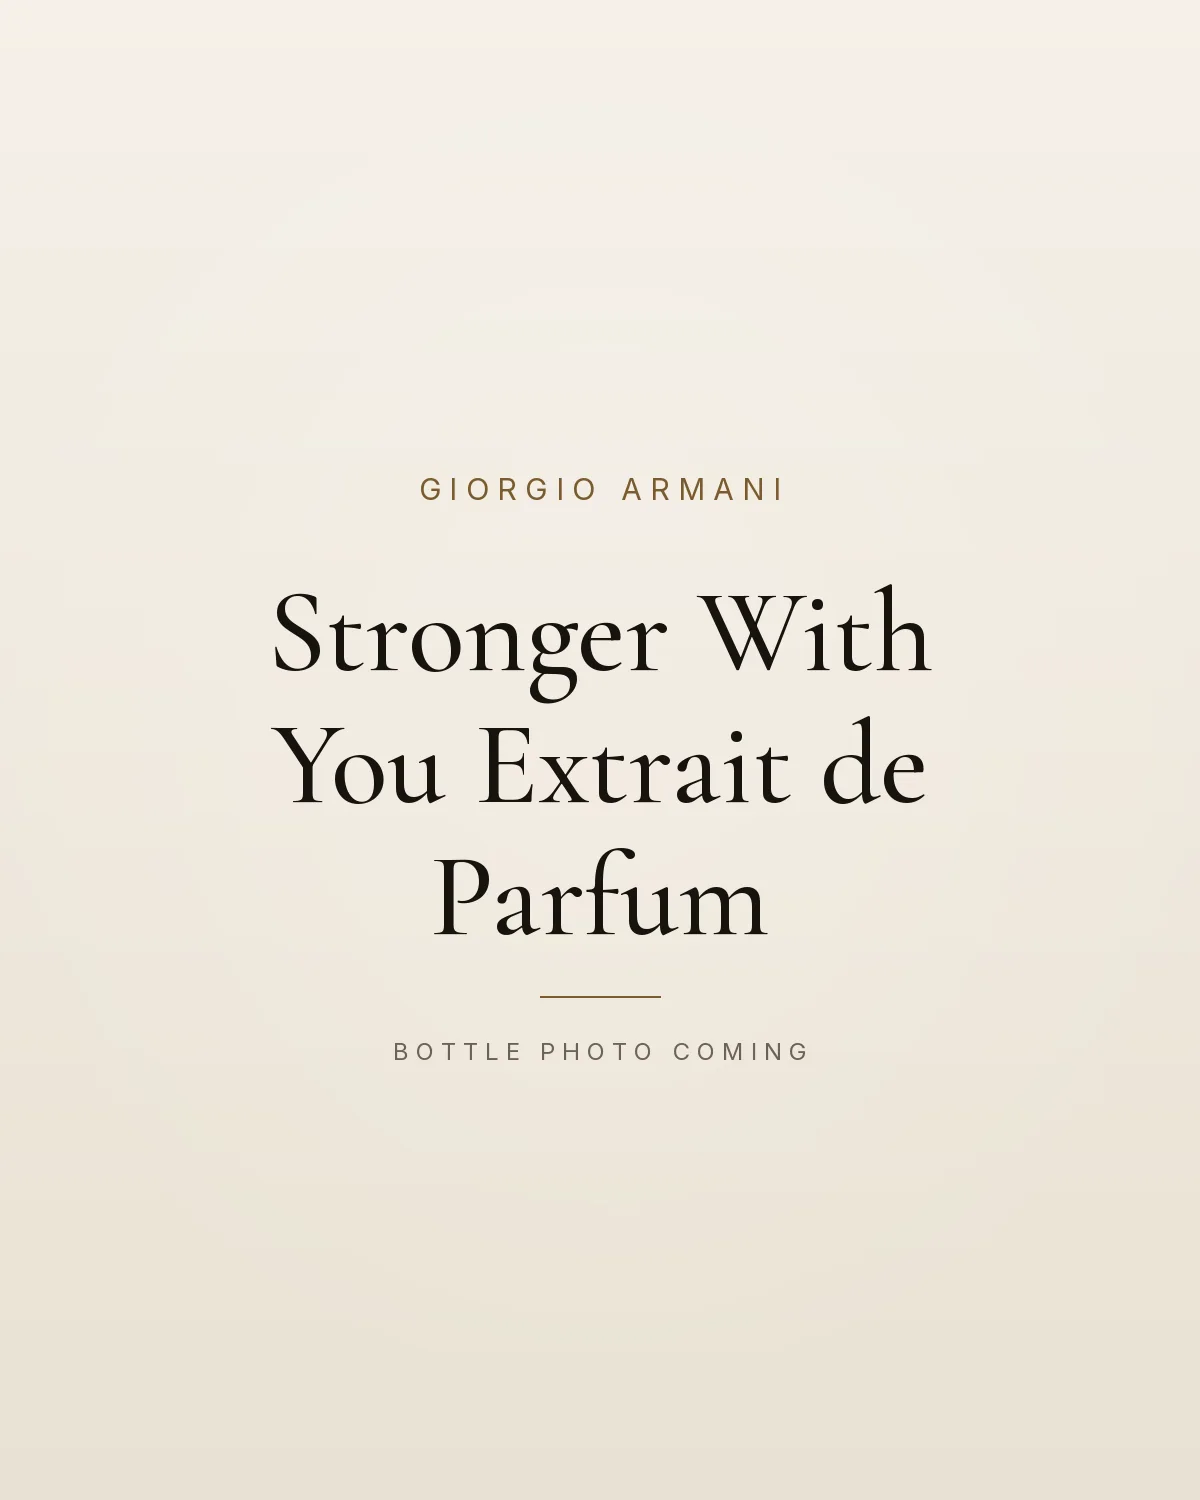 GIORGIO ARMANI
Stronger With
You Extrait de
Parfum
BOTTLE PHOTO COMING